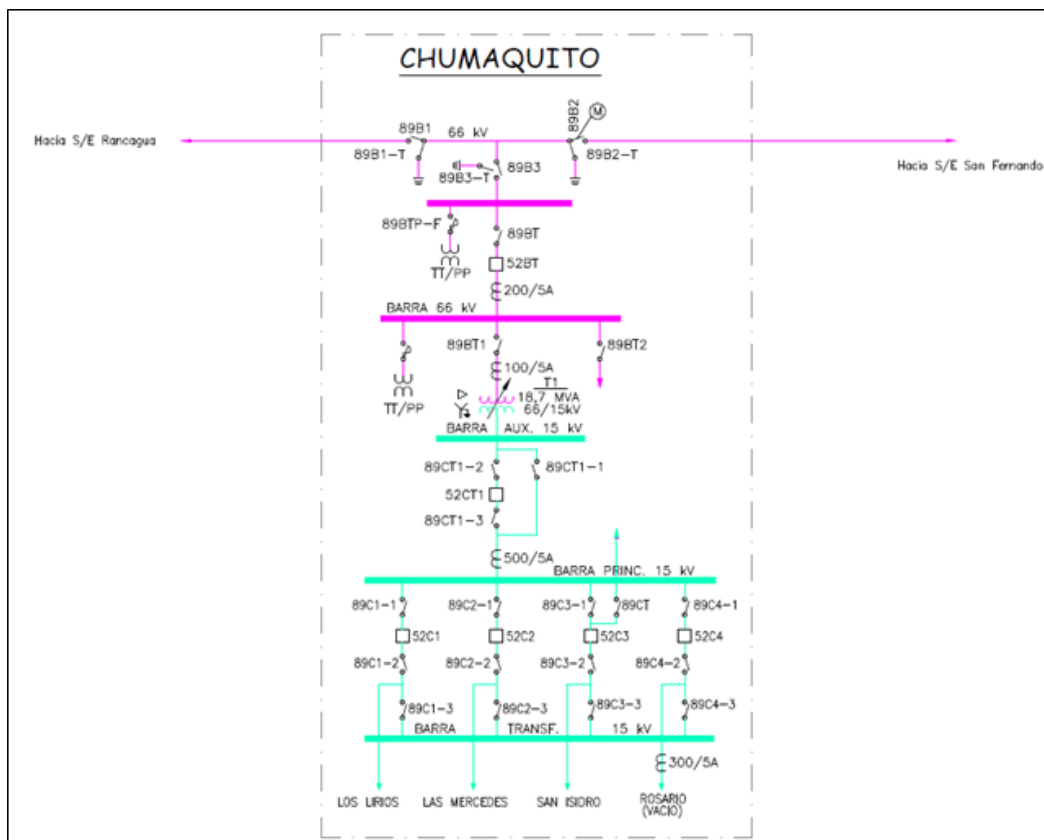 CHUMAQUITO
89B2
M
89B1
66 kV
Hacia S/E Rancagua
89B1-T
89B2-T
Hacia S/E San Fernando
89B3
89B3-T
89BTP-F
89BT
TT/PP
52BT
200/5A
BARRA 66 kV
89BT1
89BT2
100/5A
T1
TT/PP
18,7 MVA
66/15kV
BARRA AUX. 15 kV
89CT1-2
89CT1-1
52CT1
89CT1-3
500/5A
BARRA PRINC. 15 kV
89C1-1
89C2-1
89C3-1
89CT
89C4-1
52C1
52C2
52C3
52C4
89C1-2
89C2-2
89C3-2
89C4-2
89C1-3
89C2-3
89C3-3
89C4-3
BARRA TRANSF. 15 kV
300/5A
LOS LIRIOS
LAS MERCEDES
SAN ISIDRO
ROSARIO
(VACIO)